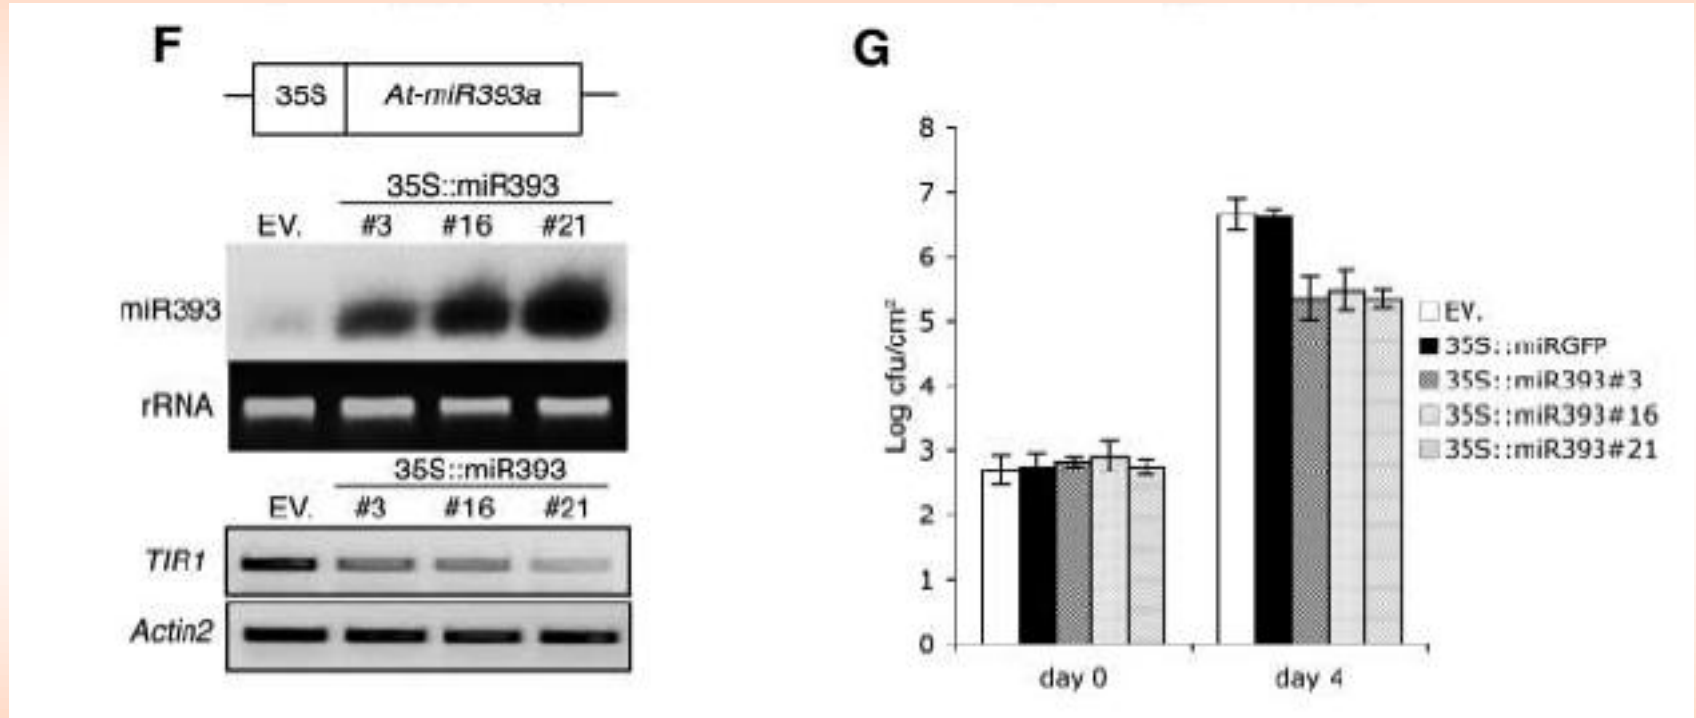 F
35S At-miR393a
35S::miR393
EV. #3 #16 #21
miR393
rRNA
35S::miR393
EV. #3 #16 #21
TIR1
Actin2
G
8
7
6
5
4
3
2
1
0
Log cfu/cm²
day 0 day 4
EV.
35S::miRGFP
35S::miR393#3
35S::miR393#16
35S::miR393#21